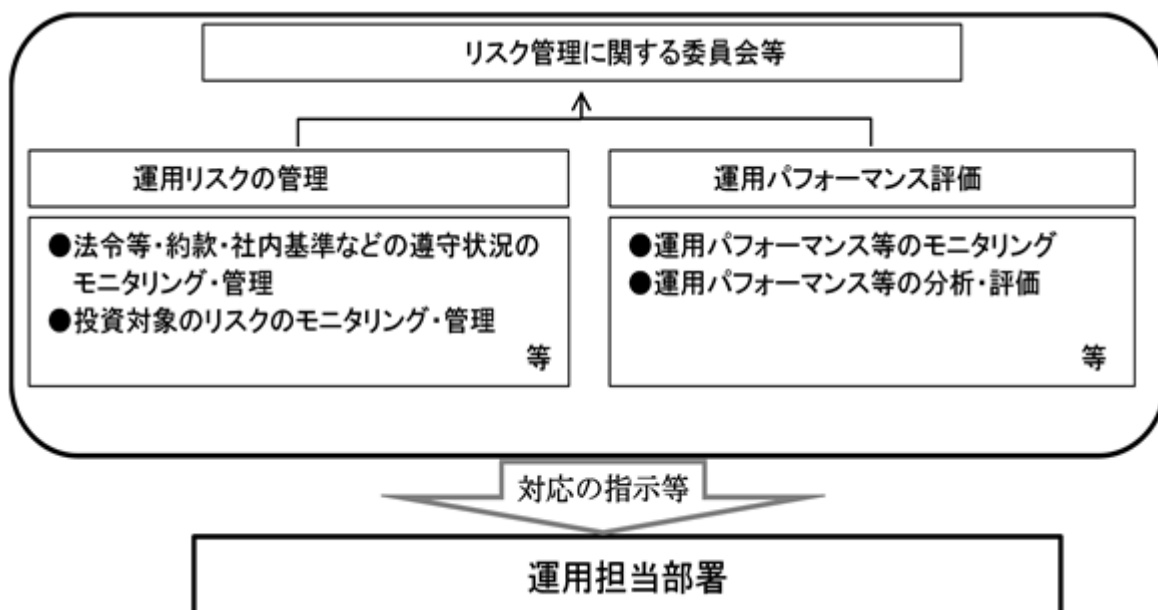 リスク管理に関する委員会等
運用リスクの管理
●法令等・約款・社内基準などの遵守状況の
モニタリング・管理
●投資対象のリスクのモニタリング・管理
等
運用パフォーマンス評価
●運用パフォーマンス等のモニタリング
●運用パフォーマンス等の分析・評価
等
対応の指示等
運用担当部署